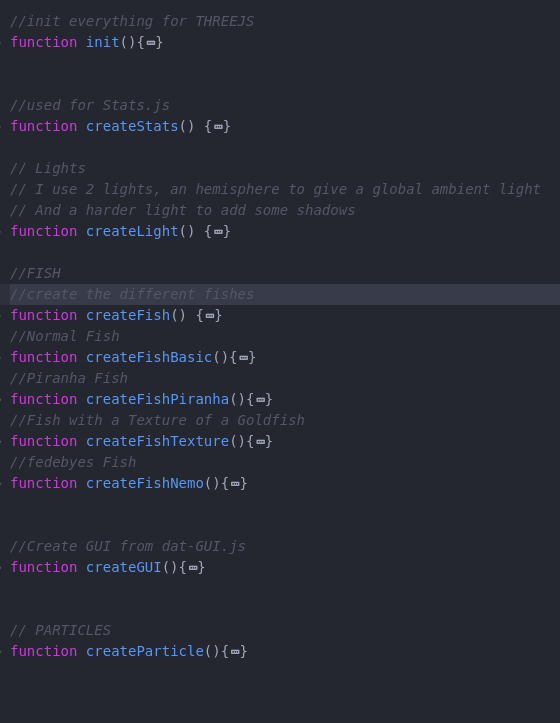 //init everything for THREEJS
function init(){…}
//used for Stats.js
function createStats() {…}
// Lights
// I use 2 lights, an hemisphere to give a global ambient light
// And a harder light to add some shadows
function createLight() {…}
//FISH
//create the different fishes
function createFish() {…}
//Normal Fish
function createFishBasic(){…}
//Piranha Fish
function createFishPiranha(){…}
//Fish with a Texture of a Goldfish
function createFishTexture(){…}
//fedebyes Fish
function createFishNemo(){…}
//Create GUI from dat-GUI.js
function createGUI(){…}
// PARTICLES
function createParticle(){…}